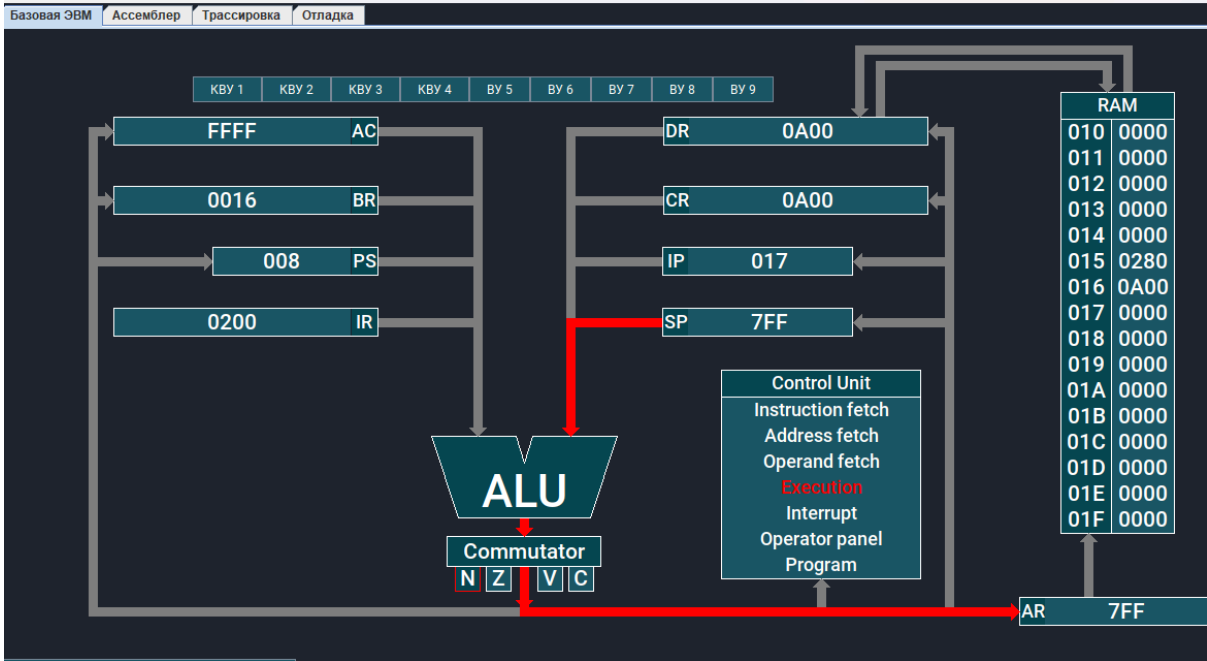 Базовая ЭВМ Ассемблер Трассировка Отладка
КВУ 1 КВУ 2 КВУ 3 КВУ 4 ВУ 5 ВУ 6 ВУ 7 ВУ 8 ВУ 9
FFFF AC
DR 0A00
0016 BR
CR 0A00
008 PS
IP 017
0200 IR
SP 7FF
RAM
010 0000
011 0000
012 0000
013 0000
014 0000
015 0280
016 0A00
017 0000
018 0000
019 0000
01A 0000
01B 0000
01C 0000
01D 0000
01E 0000
01F 0000
Control Unit
Instruction fetch
Address fetch
Operand fetch
Execution
Interrupt
Operator panel
Program
ALU
Commutator
N Z V C
AR 7FF